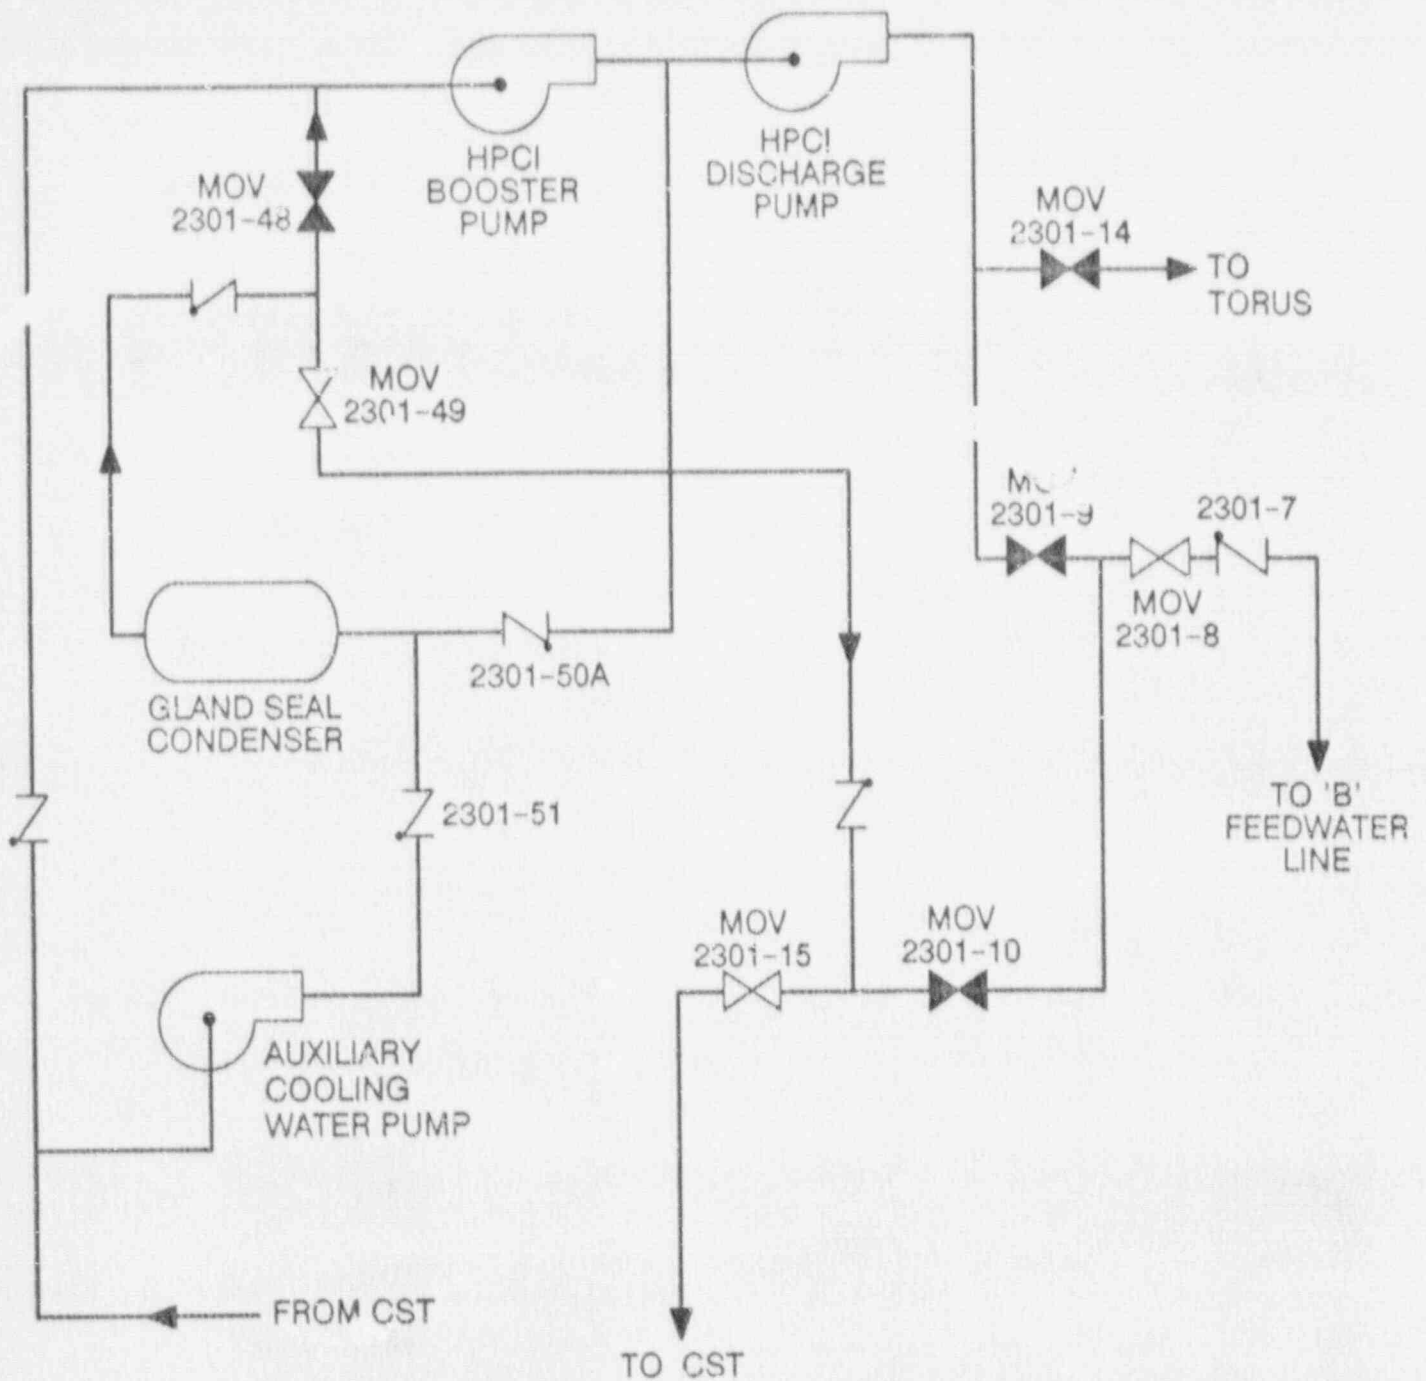 HPCI
BOOSTER
PUMP
HPCI
DISCHARGE
PUMP
MOV
2301-48
MOV
2301-14
TO
TORUS
MOV
2301-49
2301-9
2301-7
MOV
2301-8
2301-50A
GLAND SEAL
CONDENSER
2301-51
TO 'B'
FEEDWATER
LINE
MOV
2301-15
MOV
2301-10
AUXILIARY
COOLING
WATER PUMP
FROM CST
TO CST